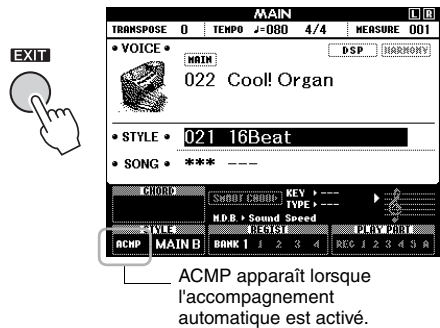 MAIN L R
TRANSPOSE 0 TEMPO ♩=080 4/4 MEASURE 001
EXIT
• VOICE • MAIN DSP HARMONY
022 Cool! Organ
• STYLE • 021 16Beat
• SONG • *** ---
CHORD SMART CHORD KEY ---
TYPE ---
M.D.B. Sound Speed
STYLE REGIST PLAY PART
ACMP MAIN B BANK 1 1 2 3 4 REC 1 2 3 4 5 A
ACMP apparaît lorsque
l'accompagnement
automatique est activé.